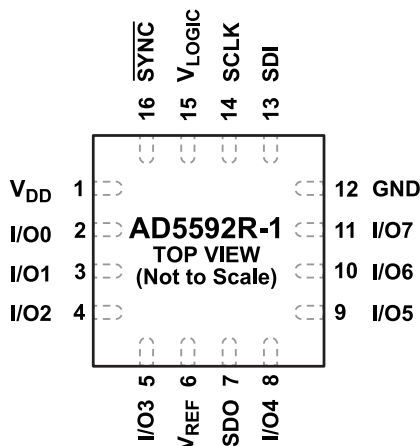 16 SYNC
15 VLOGIC
14 SCLK
13 SDI
VDD 1
I/O0 2
I/O1 3
I/O2 4
AD5592R-1
TOP VIEW
(Not to Scale)
12 GND
11 I/O7
10 I/O6
9 I/O5
I/O3 5
VREF 6
SDO 7
I/O4 8